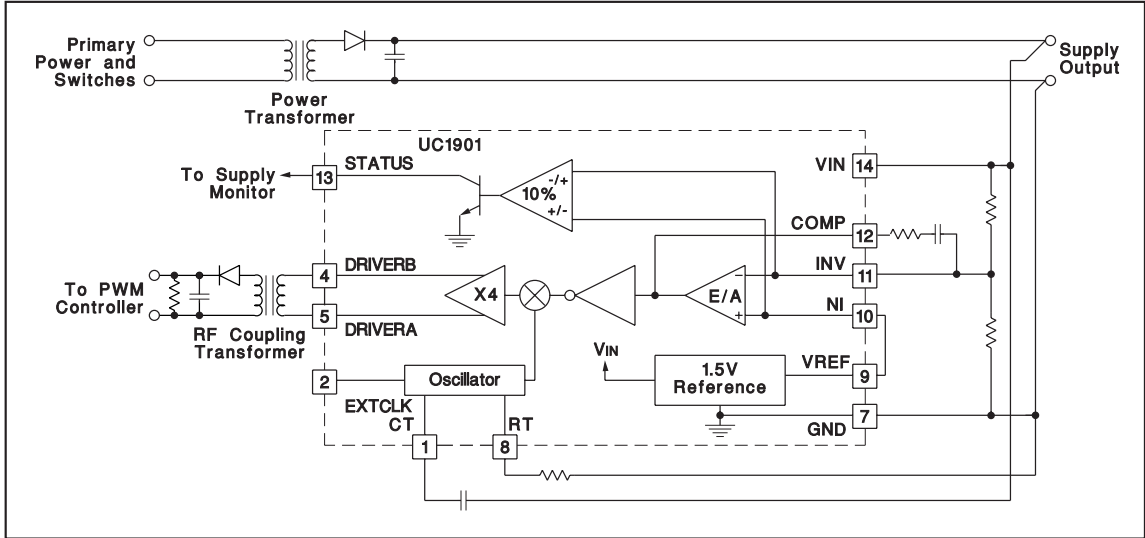 Primary
Power and
Switches
Supply
Output
Power
Transformer
UC1901
To Supply
Monitor
13
STATUS
10%
-/+
+/-
VIN
14
COMP
12
To PWM
Controller
4
DRIVERB
5
DRIVERA
X4
E/A
−
+
INV
11
NI
10
RF Coupling
Transformer
VIN
1.5V
Reference
VREF
9
2
EXTCLK
Oscillator
GND
7
CT
1
RT
8